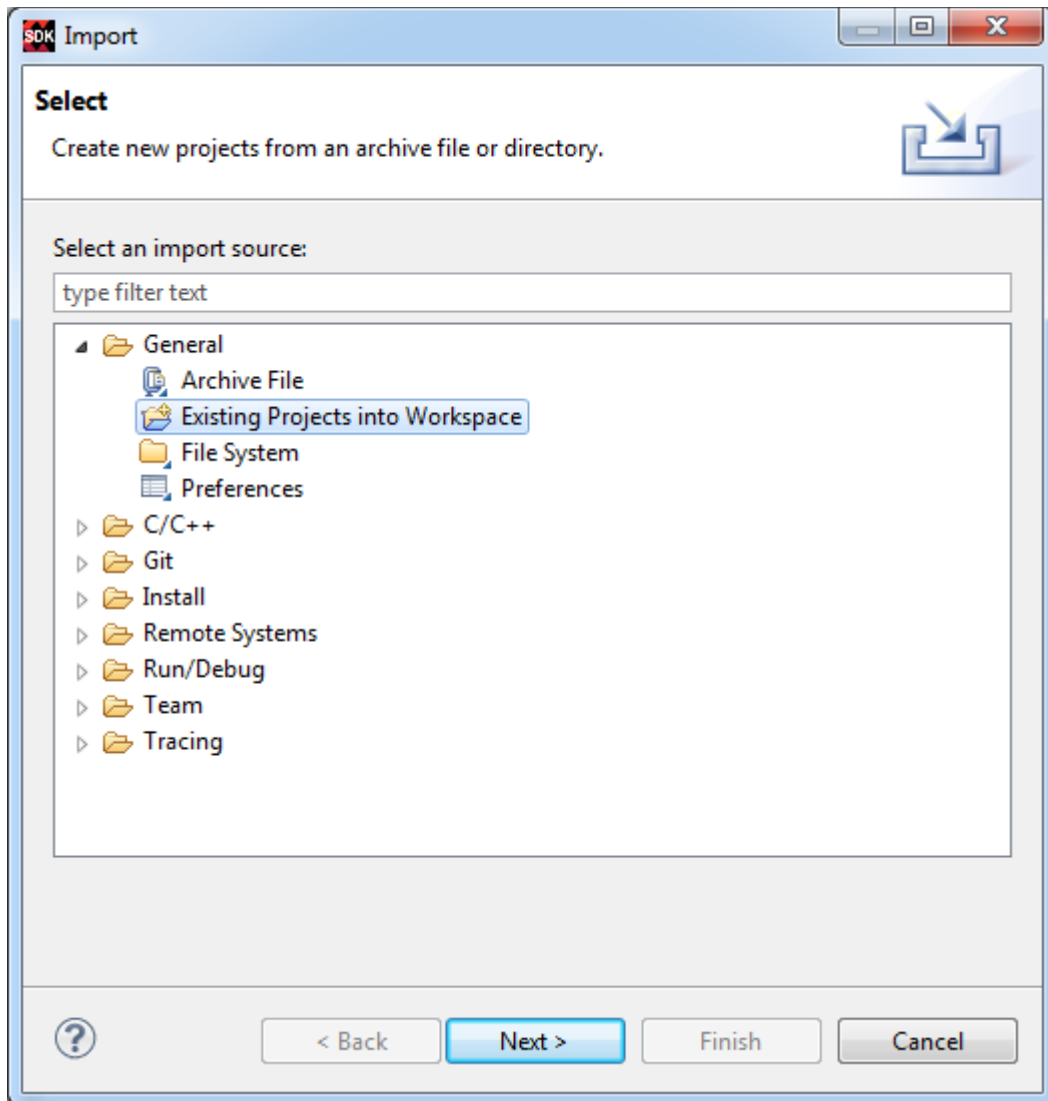 SDK Import
Select
Create new projects from an archive file or directory.
Select an import source:
type filter text
General
Archive File
Existing Projects into Workspace
File System
Preferences
C/C++
Git
Install
Remote Systems
Run/Debug
Team
Tracing
? < Back Next > Finish Cancel